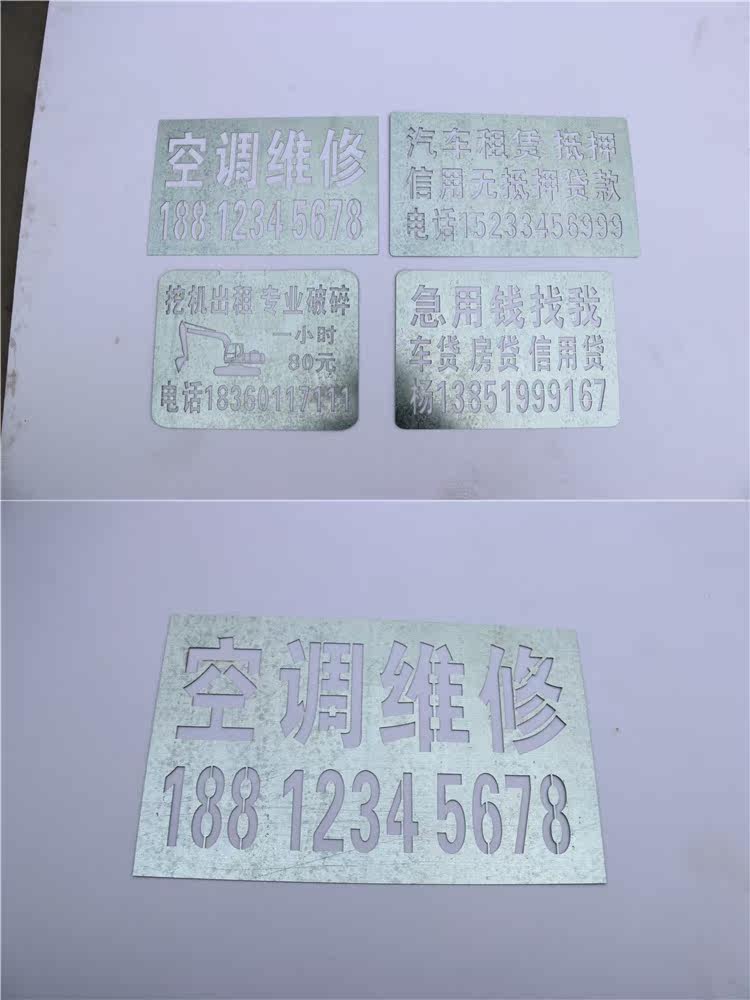 空调维修
188 1234 5678
汽车租赁 抵押
信用无抵押贷款
电话15233456999
挖机出租 专业破碎
一小时
80元
电话18360117111
急用钱找我
车贷 房贷 信用贷
杨13851999167
空调维修
188 1234 5678